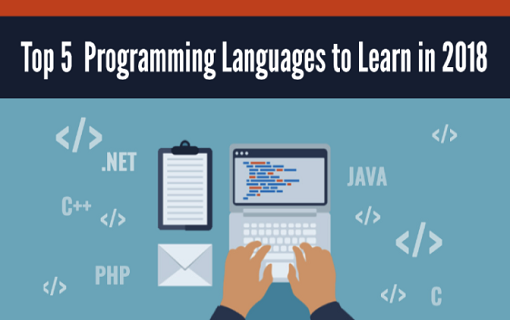 Top 5 Programming Languages to Learn in 2018
</>
</>
.NET
JAVA
C++
</>
</>
</>
PHP
</>
</>
C